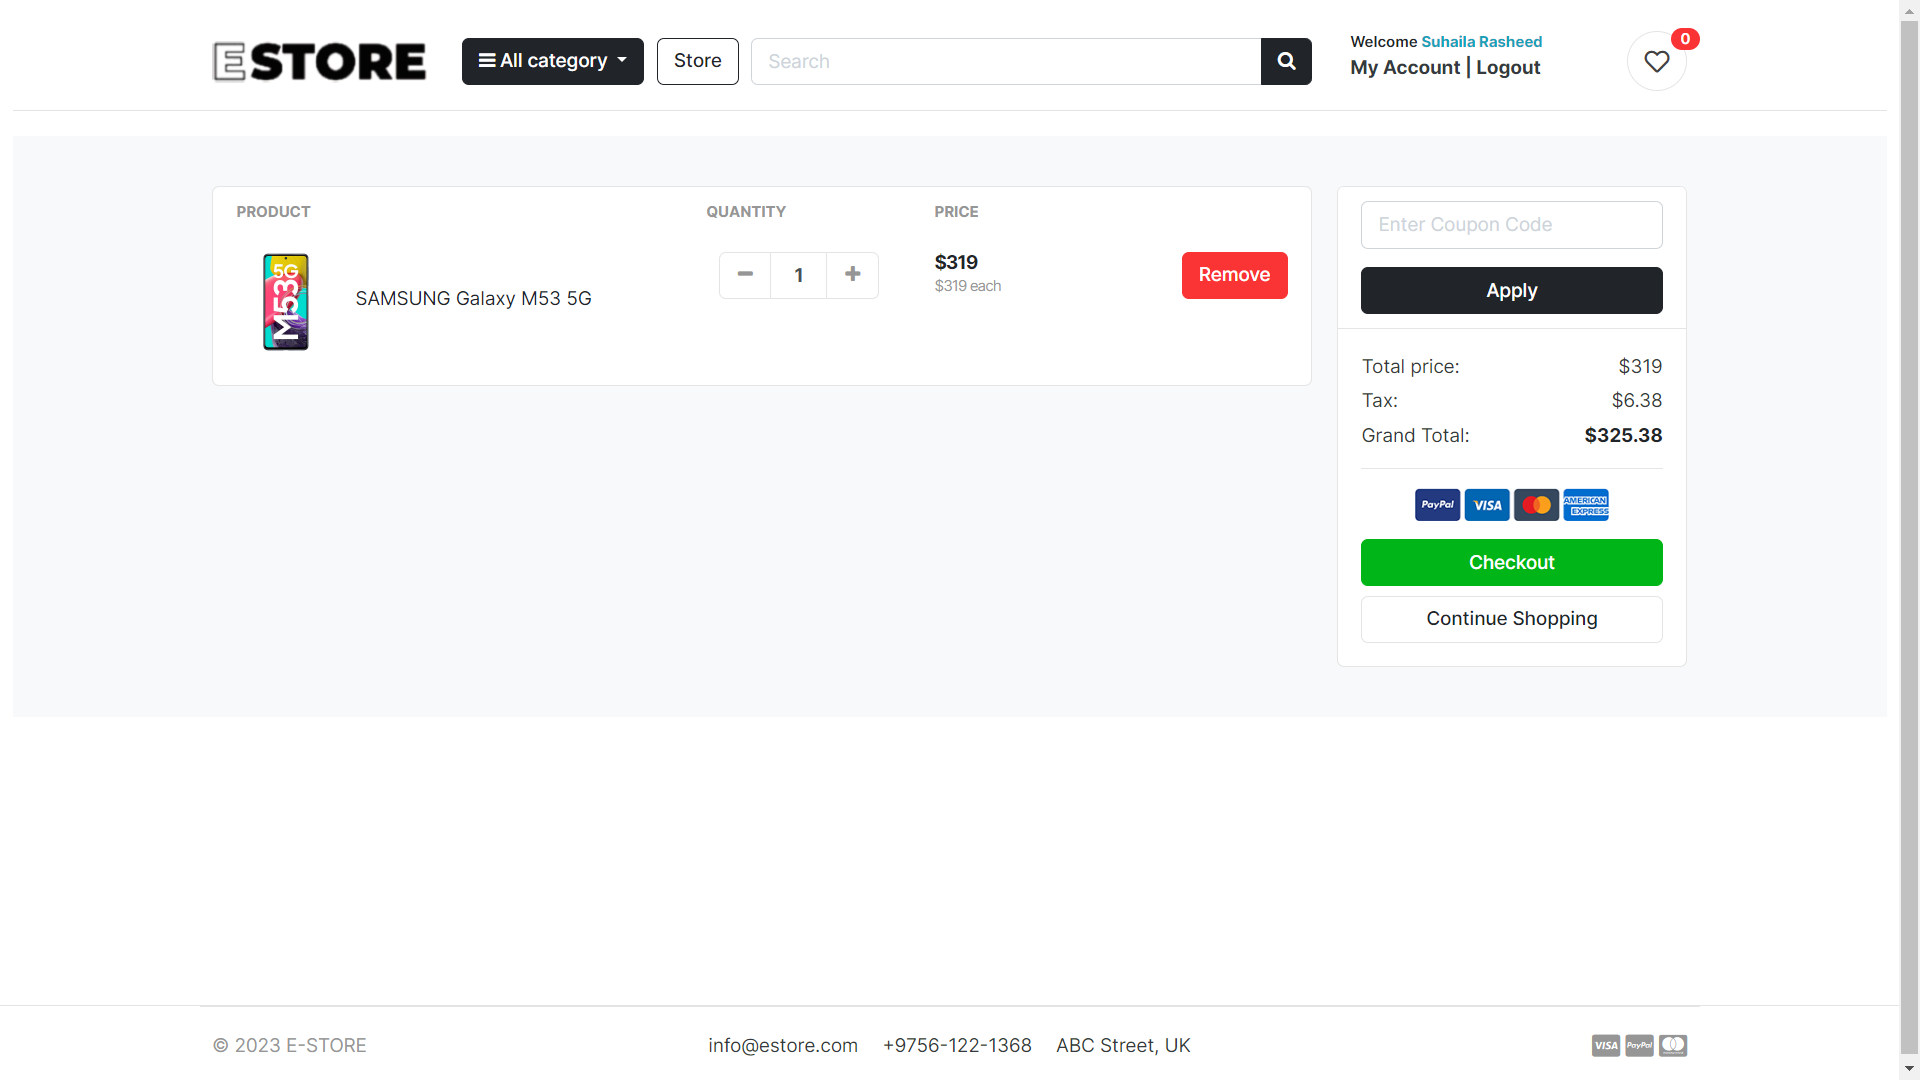 ESTORE
All category
Store
Search
Welcome Suhaila Rasheed
My Account | Logout
0
PRODUCT QUANTITY PRICE
5G
M53
SAMSUNG Galaxy M53 5G
1
$319
$319 each
Remove
Enter Coupon Code
Apply
Total price: $319
Tax: $6.38
Grand Total: $325.38
PayPal VISA AMERICAN EXPRESS
Checkout
Continue Shopping
© 2023 E-STORE
info@estore.com +9756-122-1368 ABC Street, UK
VISA PayPal